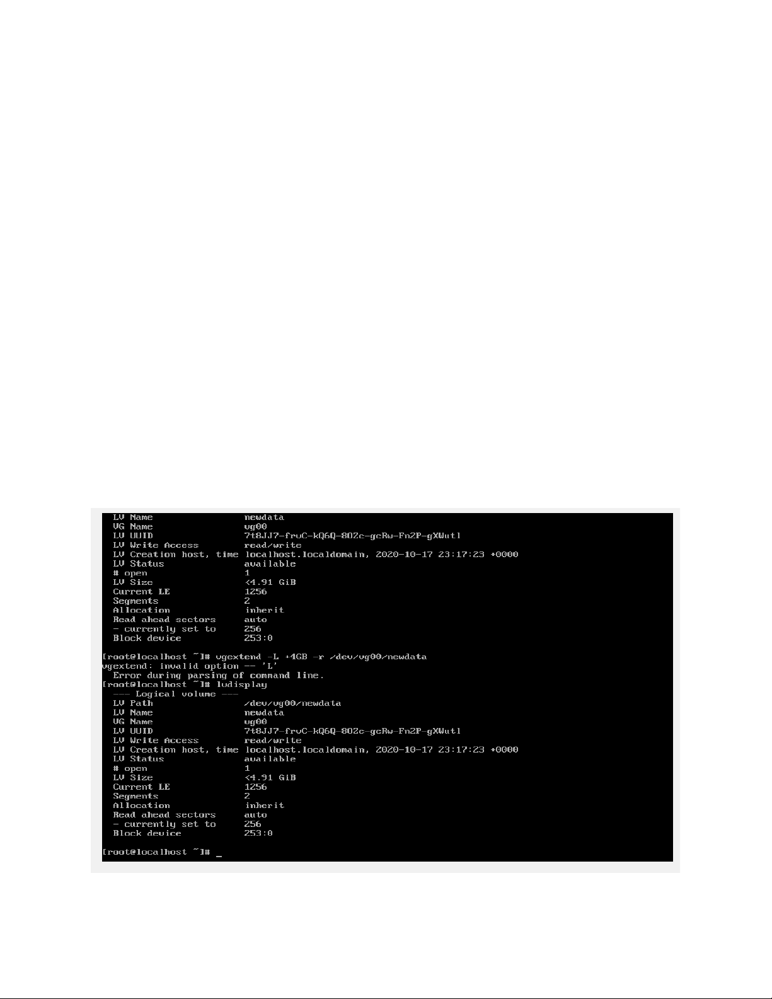 LV Name                newdata
VG Name                vg00
LV UUID                7t8JJ7-frvC-kQ6Q-8OZc-gcRw-Fn2P-gXWutl
LV Write Access        read/write
LV Creation host, time localhost.localdomain, 2020-10-17 23:17:23 +0000
LV Status              available
# open                 1
LV Size                <4.91 GiB
Current LE             1256
Segments               2
Allocation             inherit
Read ahead sectors     auto
- currently set to     256
Block device           253:0
[root@localhost ~]# vgextend -L +4GB -r /dev/vg00/newdata
vgextend: invalid option -- 'L'
Error during parsing of command line.
[root@localhost ~]# lvdisplay
--- Logical volume ---
LV Path                /dev/vg00/newdata
LV Name                newdata
VG Name                vg00
LV UUID                7t8JJ7-frvC-kQ6Q-8OZc-gcRw-Fn2P-gXWutl
LV Write Access        read/write
LV Creation host, time localhost.localdomain, 2020-10-17 23:17:23 +0000
LV Status              available
# open                 1
LV Size                <4.91 GiB
Current LE             1256
Segments               2
Allocation             inherit
Read ahead sectors     auto
- currently set to     256
Block device           253:0
[root@localhost ~]# _